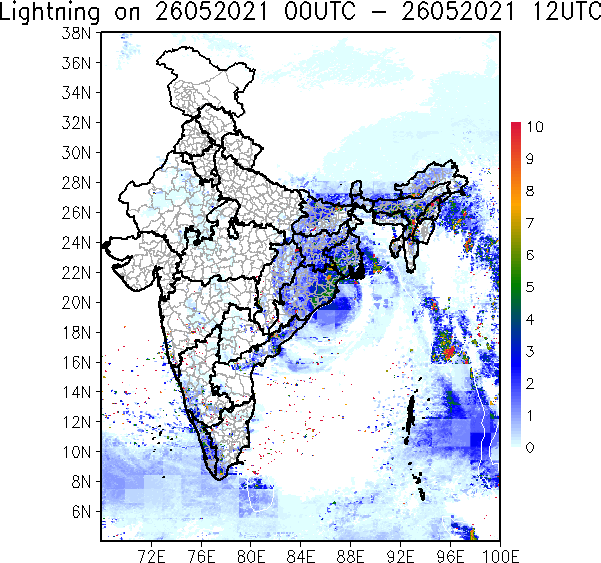 Lightning on 26052021 00UTC – 26052021 12UTC
38N
36N
34N
32N
30N
28N
26N
24N
22N
20N
18N
16N
14N
12N
10N
8N
6N
72E 76E 80E 84E 88E 92E 96E 100E
10
9
8
7
6
5
4
3
2
1
0